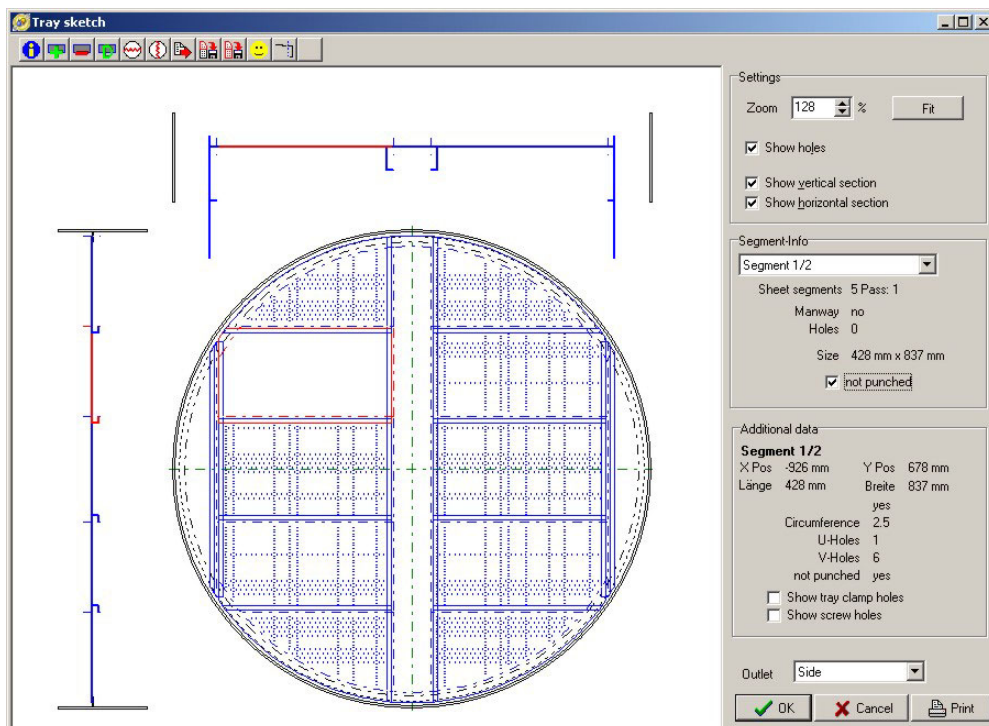 Tray sketch
Settings
Zoom 128 % Fit
Show holes
Show vertical section
Show horizontal section
Segment-Info
Segment 1/2
Sheet segments 5 Pass: 1
Manway no
Holes 0
Size 428 mm x 837 mm
not punched
Additional data
Segment 1/2
X Pos -926 mm Y Pos 678 mm
Länge 428 mm Breite 837 mm
yes
Circumference 2.5
U-Holes 1
V-Holes 6
not punched yes
Show tray clamp holes
Show screw holes
Outlet Side
OK Cancel Print